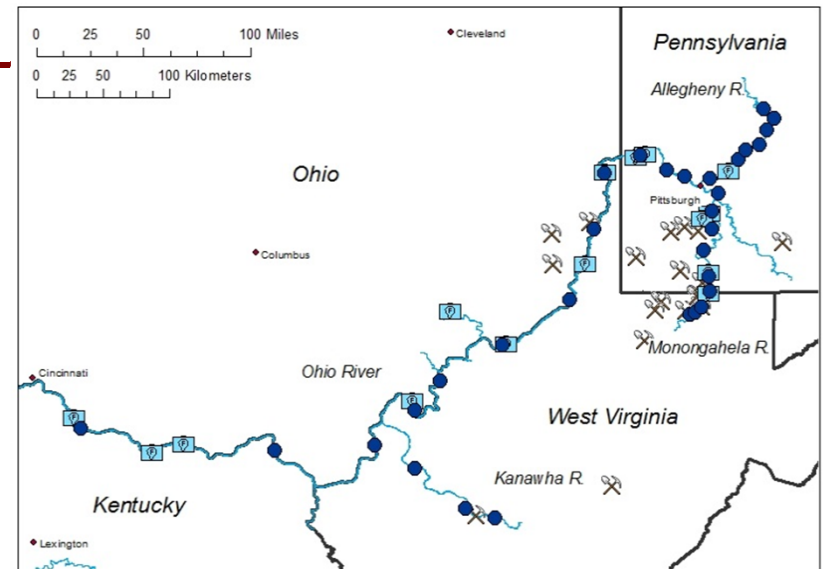 0 25 50 100 Miles
0 25 50 100 Kilometers
Cleveland
Pennsylvania
Allegheny R.
Ohio
Pittsburgh
Columbus
Monongahela R.
Ohio River
Cincinnati
West Virginia
Kanawha R.
Kentucky
Lexington
F
F
F
F
F
F
F
F